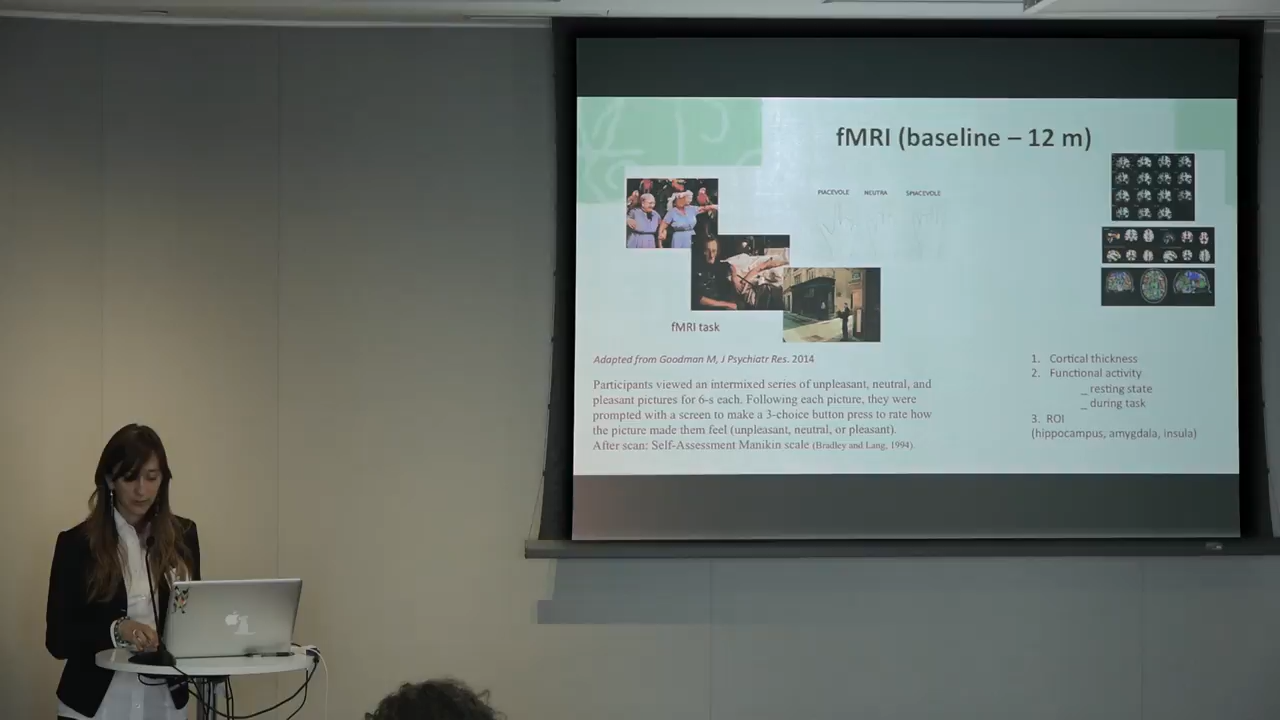 fMRI (baseline – 12 m)
PIACEVOLE NEUTRA SPIACEVOLE
fMRI task
Adapted from Goodman M, J Psychiatr Res. 2014
Participants viewed an intermixed series of unpleasant, neutral, and
pleasant pictures for 6-s each. Following each picture, they were
prompted with a screen to make a 3-choice button press to rate how
the picture made them feel (unpleasant, neutral, or pleasant).
After scan: Self-Assessment Manikin scale (Bradley and Lang, 1994)
1. Cortical thickness
2. Functional activity
_ resting state
_ during task
3. ROI
(hippocampus, amygdala, insula)